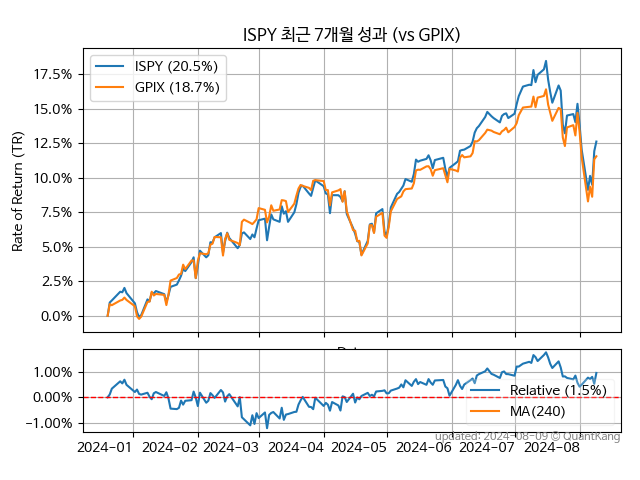 ISPY 최근 7개월 성과 (vs GPIX)
ISPY (20.5%)
GPIX (18.7%)
Rate of Return (TR)
17.5%
15.0%
12.5%
10.0%
7.5%
5.0%
2.5%
0.0%
1.00%
0.00%
−1.00%
Relative (1.5%)
MA(240)
2024−01 2024−02 2024−03 2024−04 2024−05 2024−06 2024−07 2024−08
updated: 2024-08-09 © QuantKang